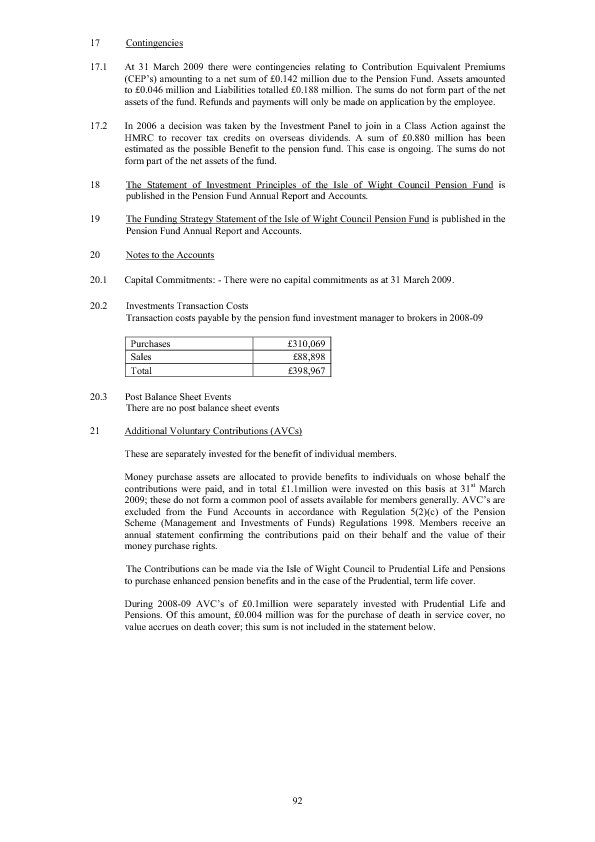 17 Contingencies
17.1 At 31 March 2009 there were contingencies relating to Contribution Equivalent Premiums
(CEP's) amounting to a net sum of £0.142 million due to the Pension Fund. Assets amounted
to £0.046 million and Liabilities totalled £0.188 million. The sums do not form part of the net
assets of the fund. Refunds and payments will only be made on application by the employee.
17.2 In 2006 a decision was taken by the Investment Panel to join in a Class Action against the
HMRC to recover tax credits on overseas dividends. A sum of £0.880 million has been
estimated as the possible Benefit to the pension fund. This case is ongoing. The sums do not
form part of the net assets of the fund.
18 The Statement of Investment Principles of the Isle of Wight Council Pension Fund is
published in the Pension Fund Annual Report and Accounts.
19 The Funding Strategy Statement of the Isle of Wight Council Pension Fund is published in the
Pension Fund Annual Report and Accounts.
20 Notes to the Accounts
20.1 Capital Commitments: - There were no capital commitments as at 31 March 2009.
20.2 Investments Transaction Costs
Transaction costs payable by the pension fund investment manager to brokers in 2008-09
Purchases £310,069
Sales £88,898
Total £398,967
20.3 Post Balance Sheet Events
There are no post balance sheet events
21 Additional Voluntary Contributions (AVCs)
These are separately invested for the benefit of individual members.
Money purchase assets are allocated to provide benefits to individuals on whose behalf the
contributions were paid, and in total £1.1million were invested on this basis at 31st March
2009; these do not form a common pool of assets available for members generally. AVC's are
excluded from the Fund Accounts in accordance with Regulation 5(2)(c) of the Pension
Scheme (Management and Investments of Funds) Regulations 1998. Members receive an
annual statement confirming the contributions paid on their behalf and the value of their
money purchase rights.
The Contributions can be made via the Isle of Wight Council to Prudential Life and Pensions
to purchase enhanced pension benefits and in the case of the Prudential, term life cover.
During 2008-09 AVC's of £0.1million were separately invested with Prudential Life and
Pensions. Of this amount, £0.004 million was for the purchase of death in service cover, no
value accrues on death cover; this sum is not included in the statement below.
92